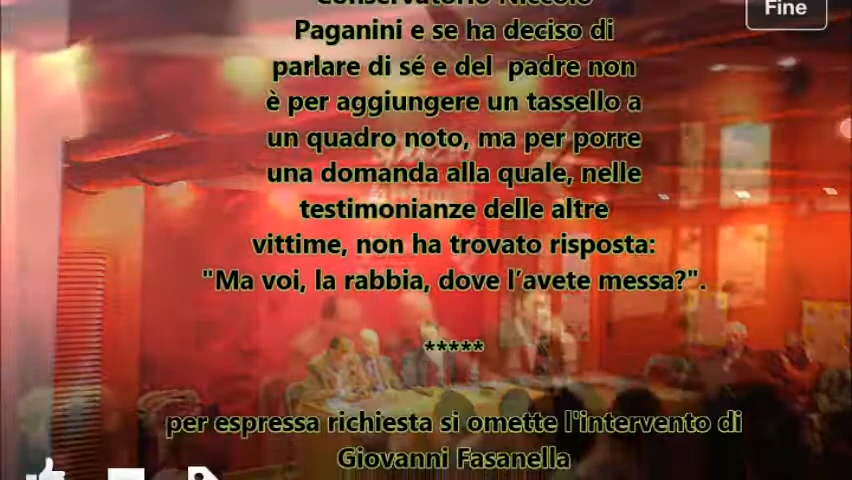 Conservatorio Niccolò
Fine
Paganini e se ha deciso di
parlare di sé e del padre non
è per aggiungere un tassello a
un quadro noto, ma per porre
una domanda alla quale, nelle
testimonianze delle altre
vittime, non ha trovato risposta:
"Ma voi, la rabbia, dove l'avete messa?".
*****
per espressa richiesta si omette l'intervento di
Giovanni Fasanella